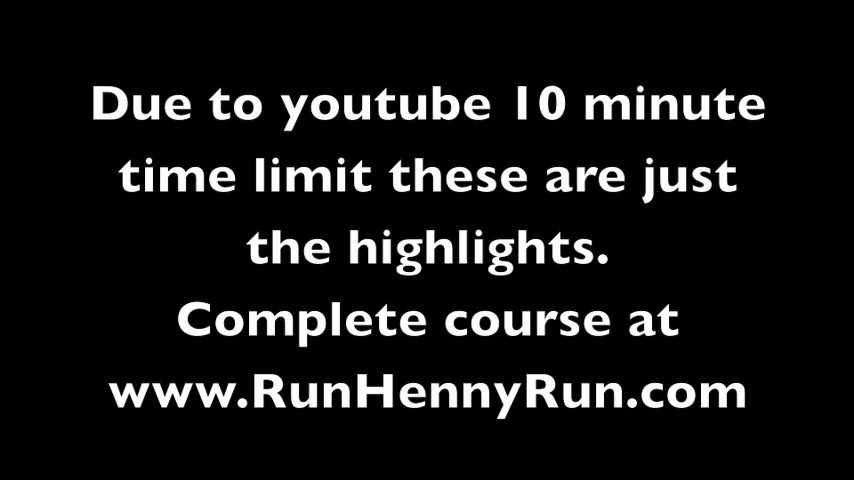 Due to youtube 10 minute
time limit these are just
the highlights.
Complete course at
www.RunHennyRun.com